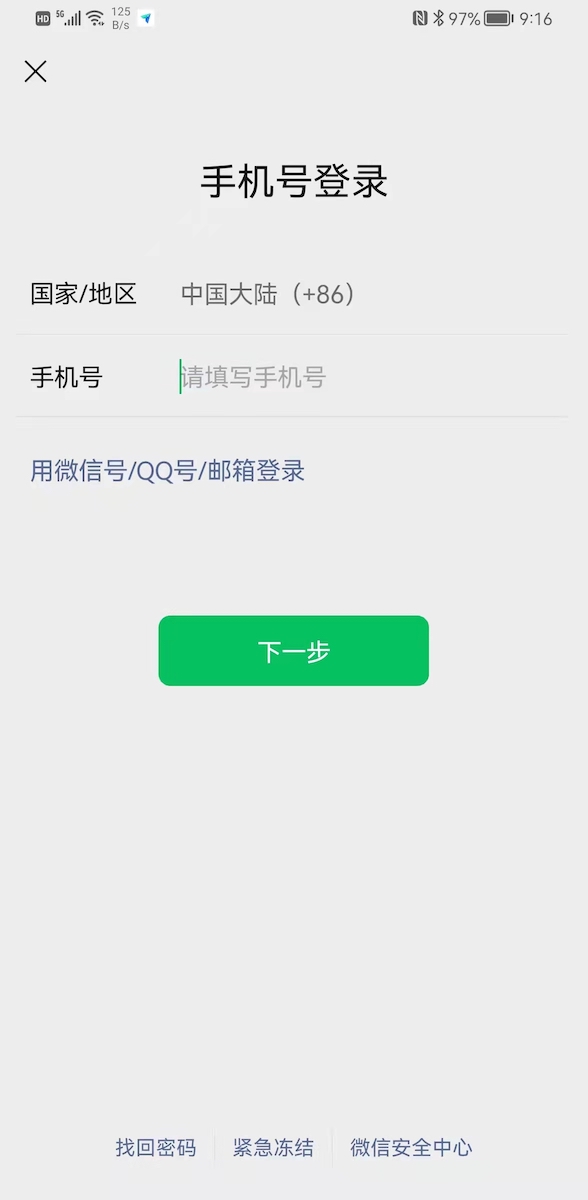 HD 5G 125 B/s 97% 9:16
手机号登录
国家/地区 中国大陆（+86）
手机号 请填写手机号
用微信号/QQ号/邮箱登录
下一步
找回密码 紧急冻结 微信安全中心